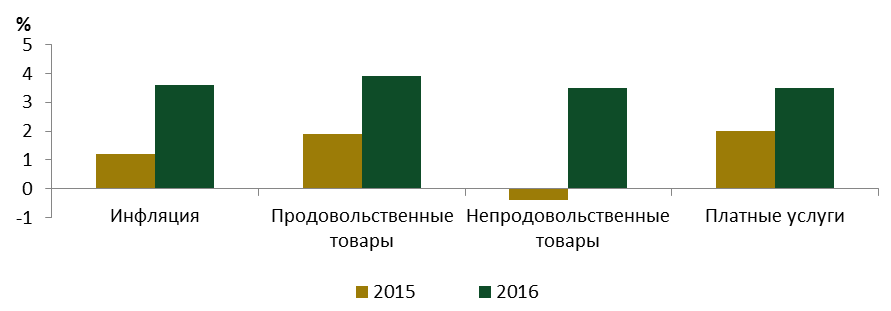 %
5
4
3
2
1
0
-1
Инфляция
Продовольственные
товары
Непродовольственные
товары
Платные услуги
2015
2016